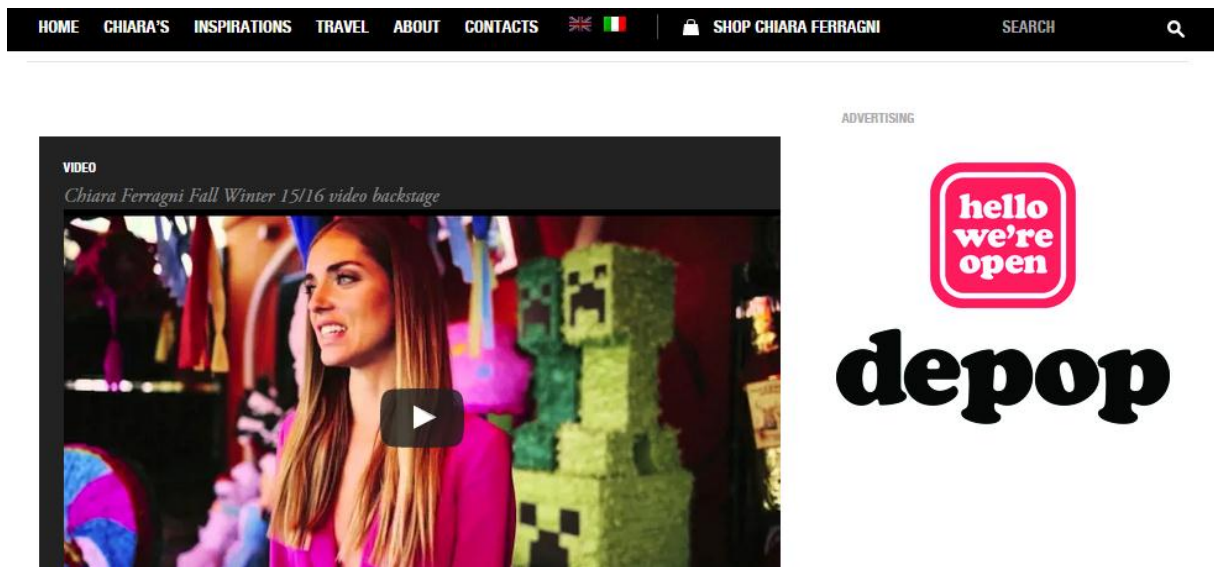 HOME CHIARA'S INSPIRATIONS TRAVEL ABOUT CONTACTS SHOP CHIARA FERRAGNI SEARCH
ADVERTISING
VIDEO
Chiara Ferragni Fall Winter 15/16 video backstage
hello
we're
open
depop